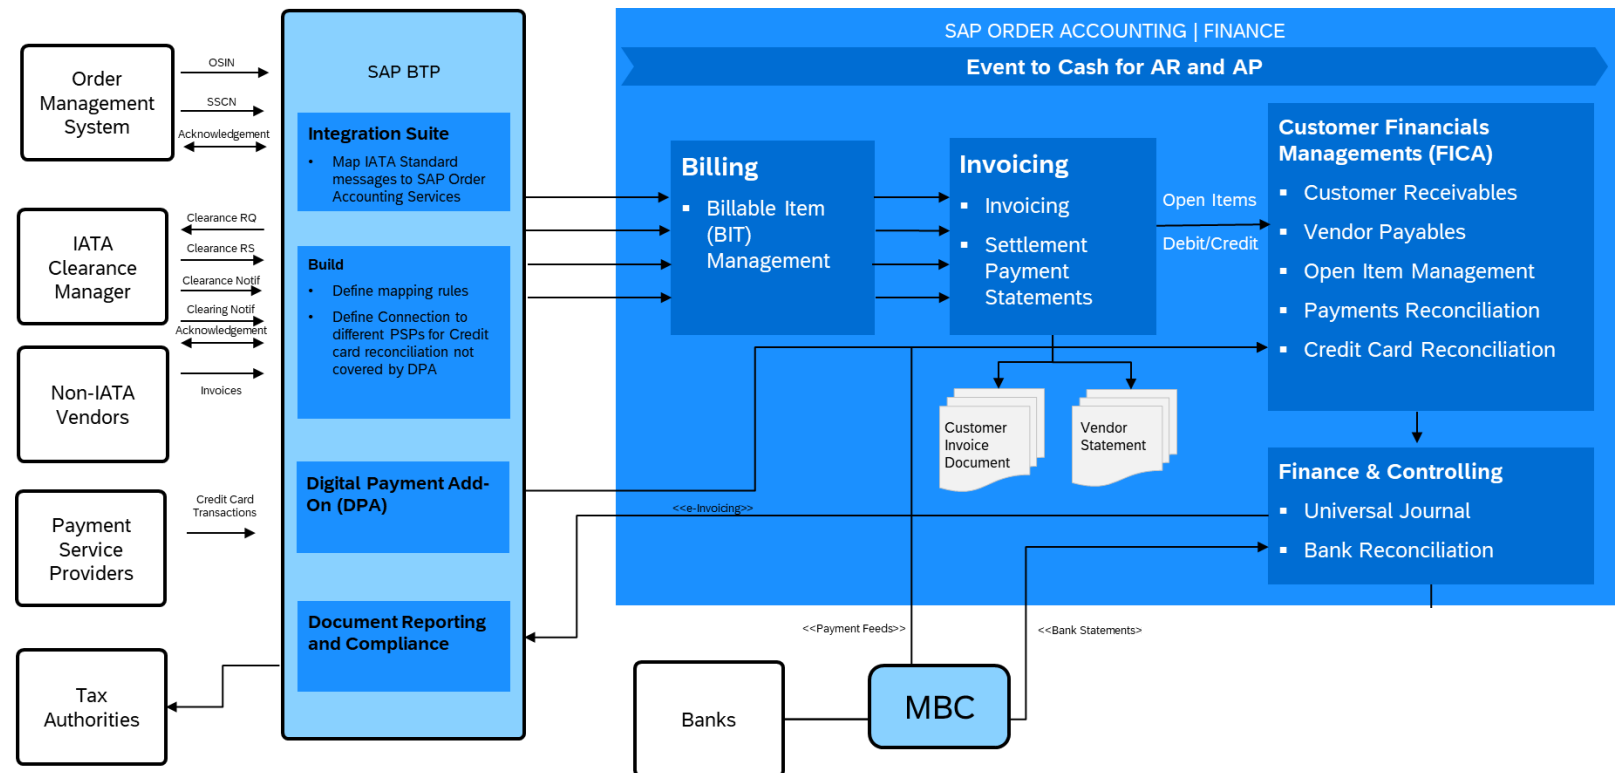 SAP ORDER ACCOUNTING | FINANCE
Event to Cash for AR and AP
Order
Management
System
OSIN
SSCN
Acknowledgement
IATA
Clearance
Manager
Clearance RQ
Clearance RS
Clearance Notif
Clearing Notif
Acknowledgement
Non-IATA
Vendors
Invoices
Payment
Service
Providers
Credit Card
Transactions
Tax
Authorities
SAP BTP
Integration Suite
• Map IATA Standard
messages to SAP Order
Accounting Services
Build
• Define mapping rules
• Define Connection to
different PSPs for Credit
card reconciliation not
covered by DPA
Digital Payment Add-
On (DPA)
Document Reporting
and Compliance
Billing
▪ Billable Item
(BIT)
Management
Invoicing
▪ Invoicing
▪ Settlement
Payment
Statements
Open Items
Debit/Credit
Customer Financials
Managements (FICA)
▪ Customer Receivables
▪ Vendor Payables
▪ Open Item Management
▪ Payments Reconciliation
▪ Credit Card Reconciliation
Customer
Invoice
Document
Vendor
Statement
Finance & Controlling
▪ Universal Journal
▪ Bank Reconciliation
<<e-Invoicing>>
<<Payment Feeds>>
<<Bank Statements>
Banks
MBC